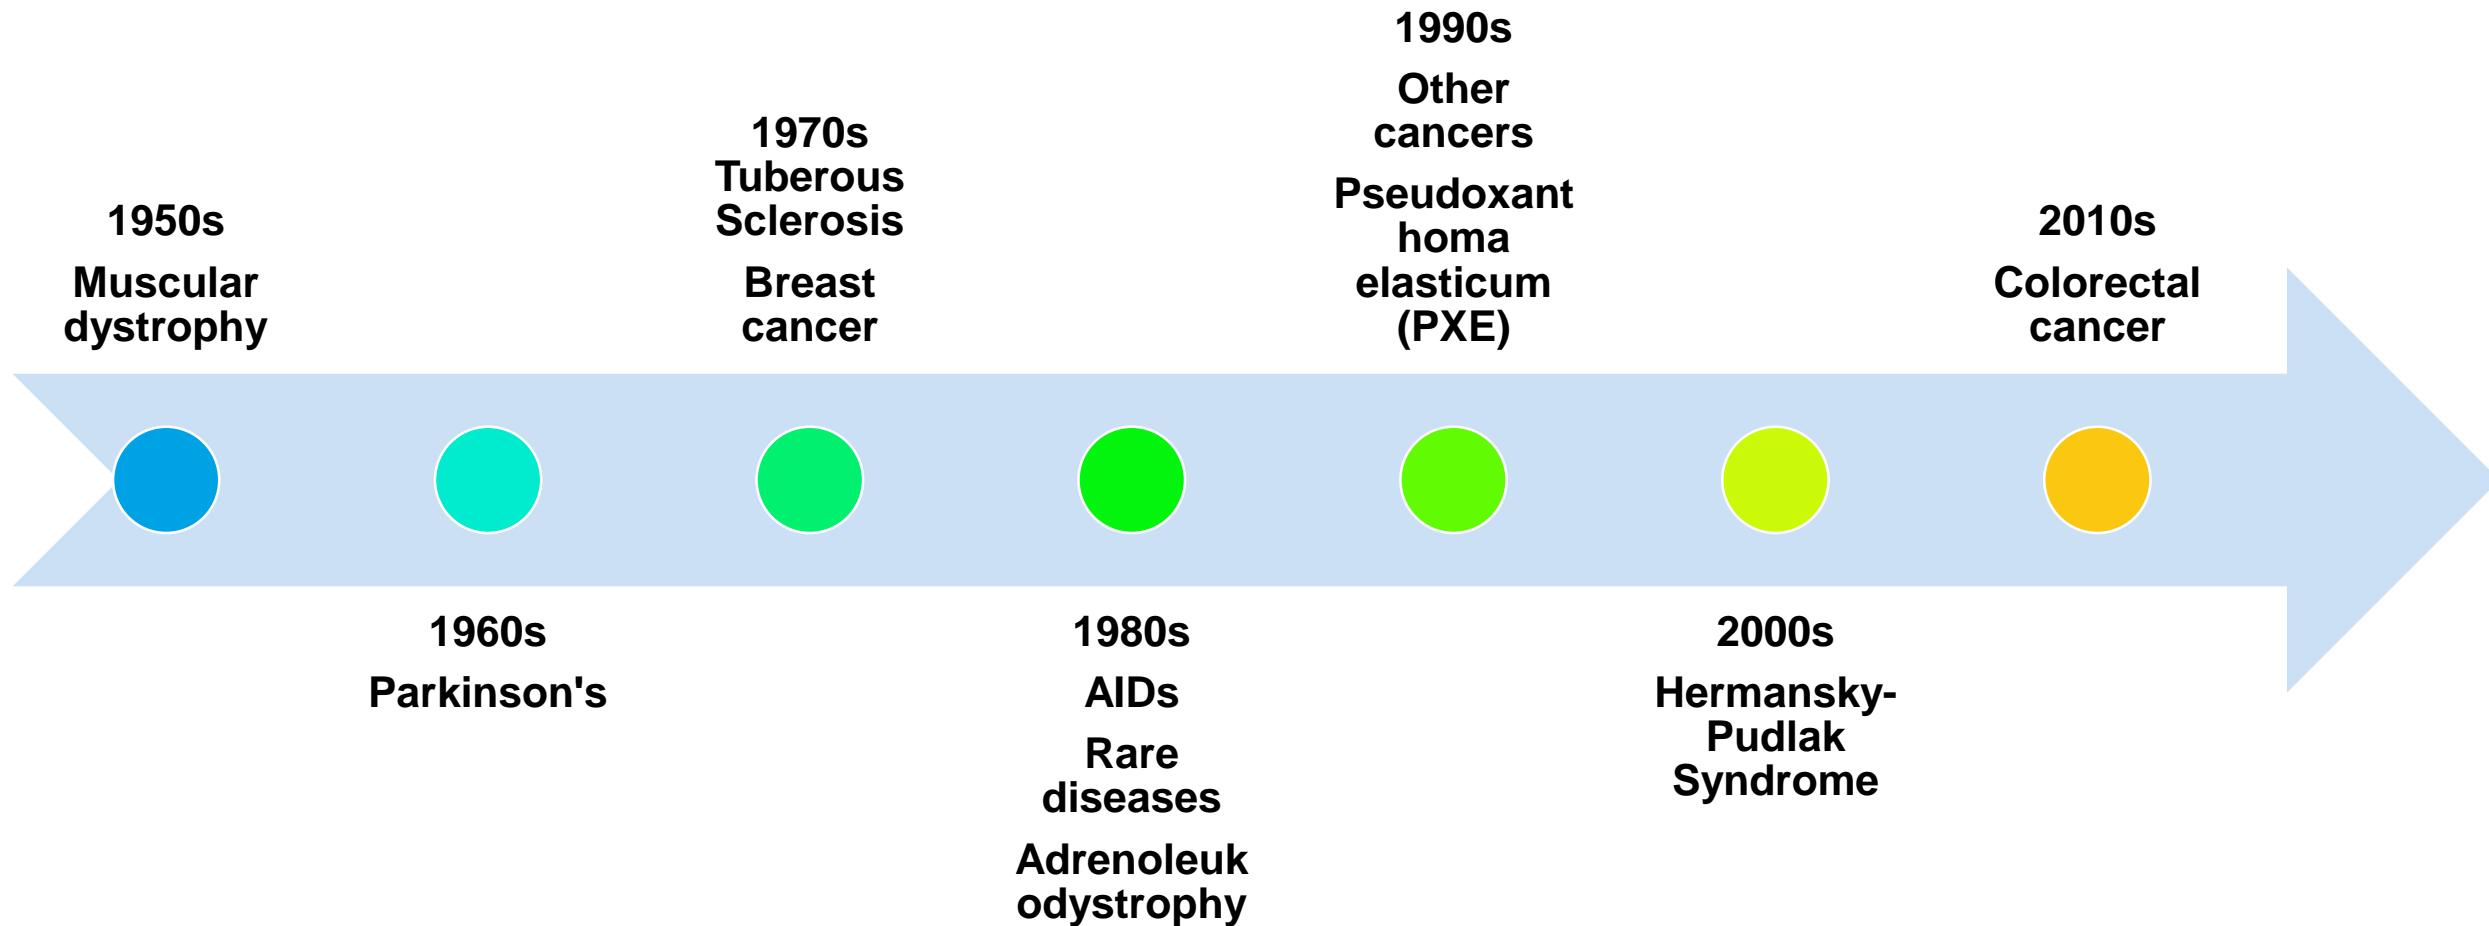 1950s
Muscular
dystrophy
1960s
Parkinson's
1970s
Tuberous
Sclerosis
Breast
cancer
1980s
AIDs
Rare
diseases
Adrenoleuk
odystrophy
1990s
Other
cancers
Pseudoxant
homa
elasticum
(PXE)
2000s
Hermansky-
Pudlak
Syndrome
2010s
Colorectal
cancer